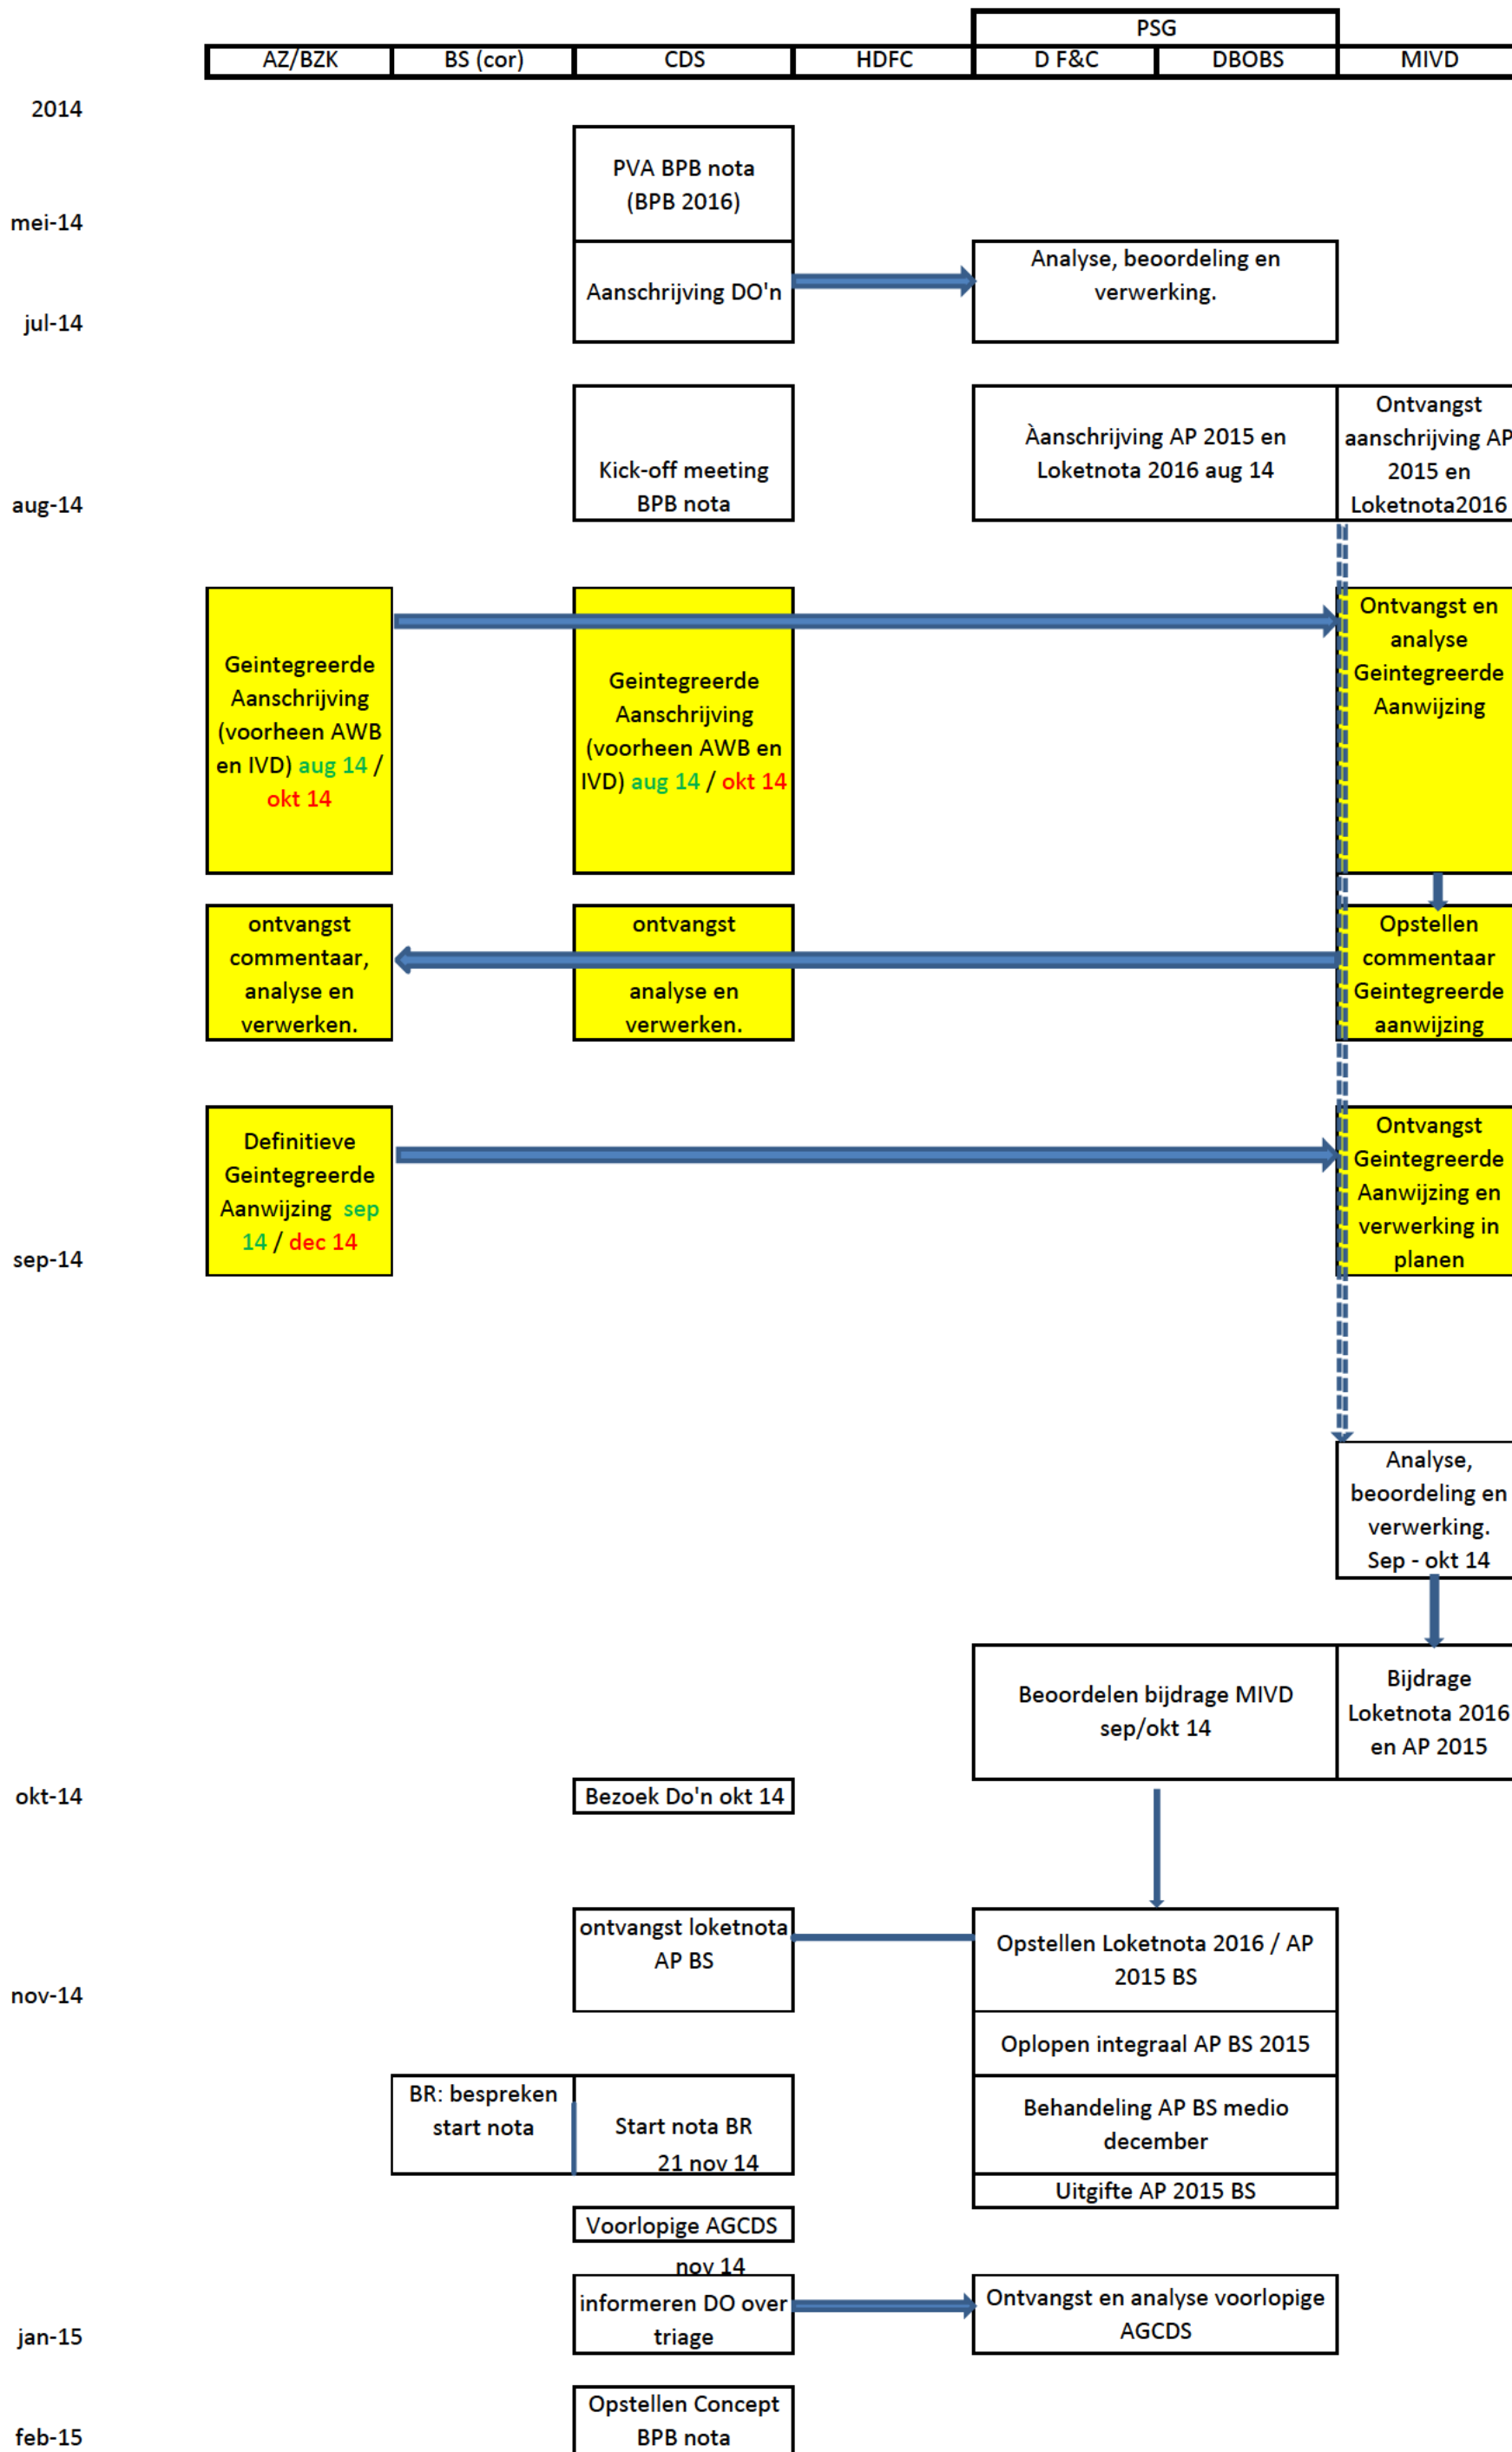 PSG
AZ/BZK BS (cor) CDS HDFC D F&C DBOBS MIVD
2014
PVA BPB nota
(BPB 2016)
mei-14
Aanschrijving DO'n
Analyse, beoordeling en
verwerking.
jul-14
Kick-off meeting
BPB nota
Àanschrijving AP 2015 en
Loketnota 2016 aug 14
Ontvangst
aanschrijving AP
2015 en
Loketnota2016
aug-14
Geintegreerde
Aanschrijving
(voorheen AWB
en IVD) aug 14 /
okt 14
Geintegreerde
Aanschrijving
(voorheen AWB en
IVD) aug 14 / okt 14
Ontvangst en
analyse
Geintegreerde
Aanwijzing
ontvangst
commentaar,
analyse en
verwerken.
ontvangst
analyse en
verwerken.
Opstellen
commentaar
Geintegreerde
aanwijzing
Definitieve
Geintegreerde
Aanwijzing sep
14 / dec 14
Ontvangst
Geintegreerde
Aanwijzing en
verwerking in
planen
sep-14
Analyse,
beoordeling en
verwerking.
Sep - okt 14
Beoordelen bijdrage MIVD
sep/okt 14
Bijdrage
Loketnota 2016
en AP 2015
okt-14
Bezoek Do'n okt 14
ontvangst loketnota
AP BS
Opstellen Loketnota 2016 / AP
2015 BS
nov-14
Oplopen integraal AP BS 2015
BR: bespreken
start nota
Start nota BR
21 nov 14
Behandeling AP BS medio
december
Uitgifte AP 2015 BS
Voorlopige AGCDS
nov 14
informeren DO over
triage
Ontvangst en analyse voorlopige
AGCDS
jan-15
Opstellen Concept
BPB nota
feb-15